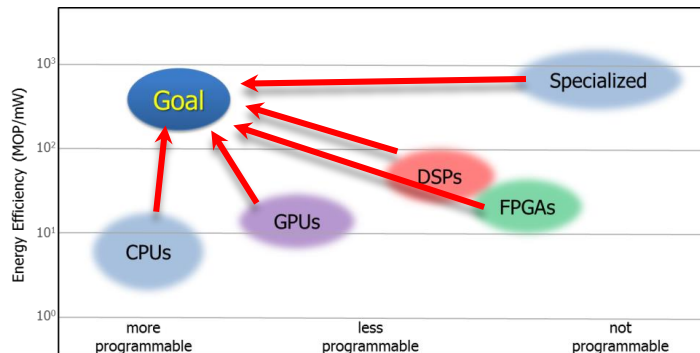 Energy Efficiency (MOP/mW)
10³
10²
10¹
10⁰
Goal
Specialized
DSPs
FPGAs
GPUs
CPUs
more
programmable
less
programmable
not
programmable